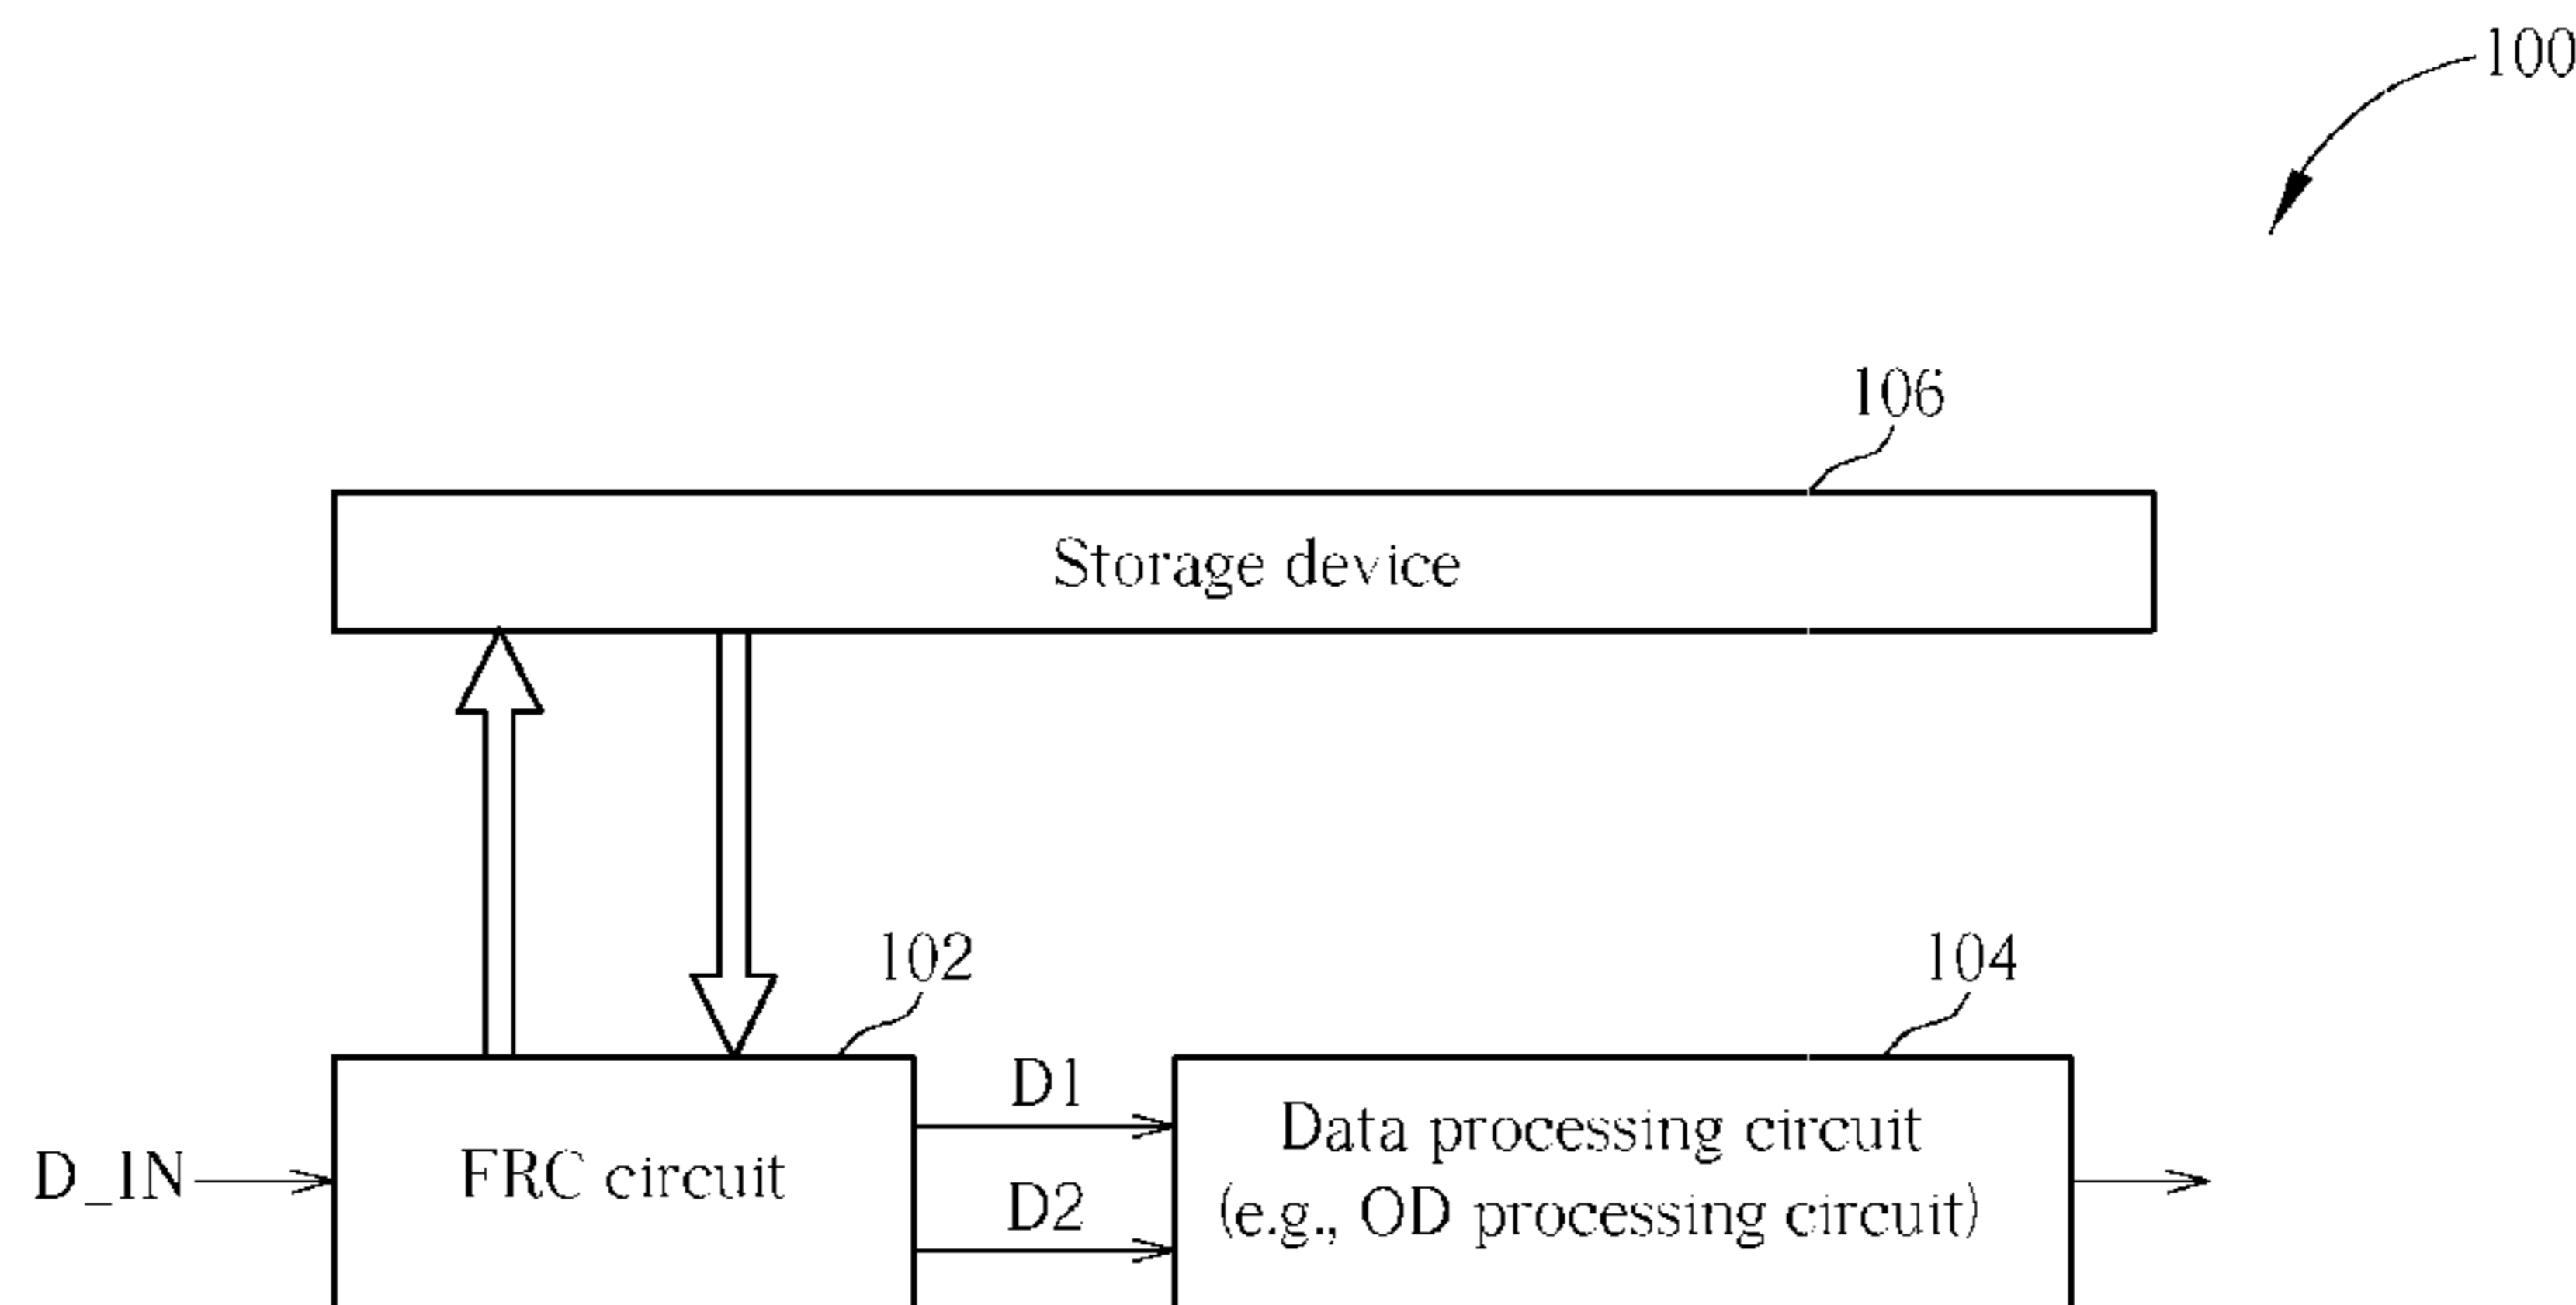 100
106
Storage device
102
104
D1
Data processing circuit
D_IN
FRC circuit
D2
(e.g., OD processing circuit)